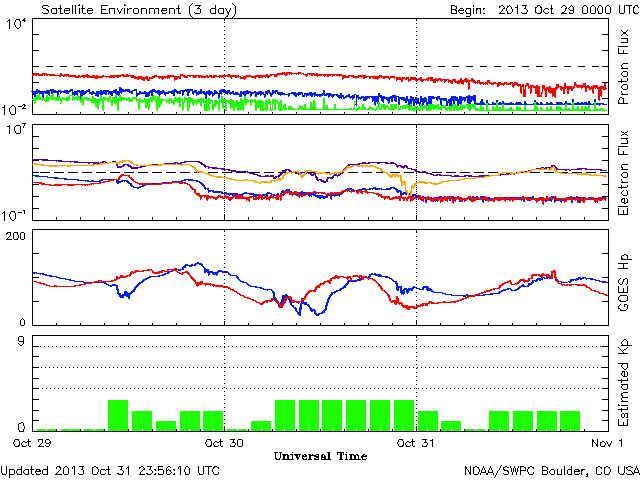 Satellite Environment (3 day) Begin: 2013 Oct 29 0000 UTC
10^4
10^-2
Proton Flux
10^7
10^-1
Electron Flux
200
0
GOES Hp
9
0
Estimated Kp
Oct 29 Oct 30 Oct 31 Nov 1
Universal Time
Updated 2013 Oct 31 23:56:10 UTC NOAA/SWPC Boulder, CO USA